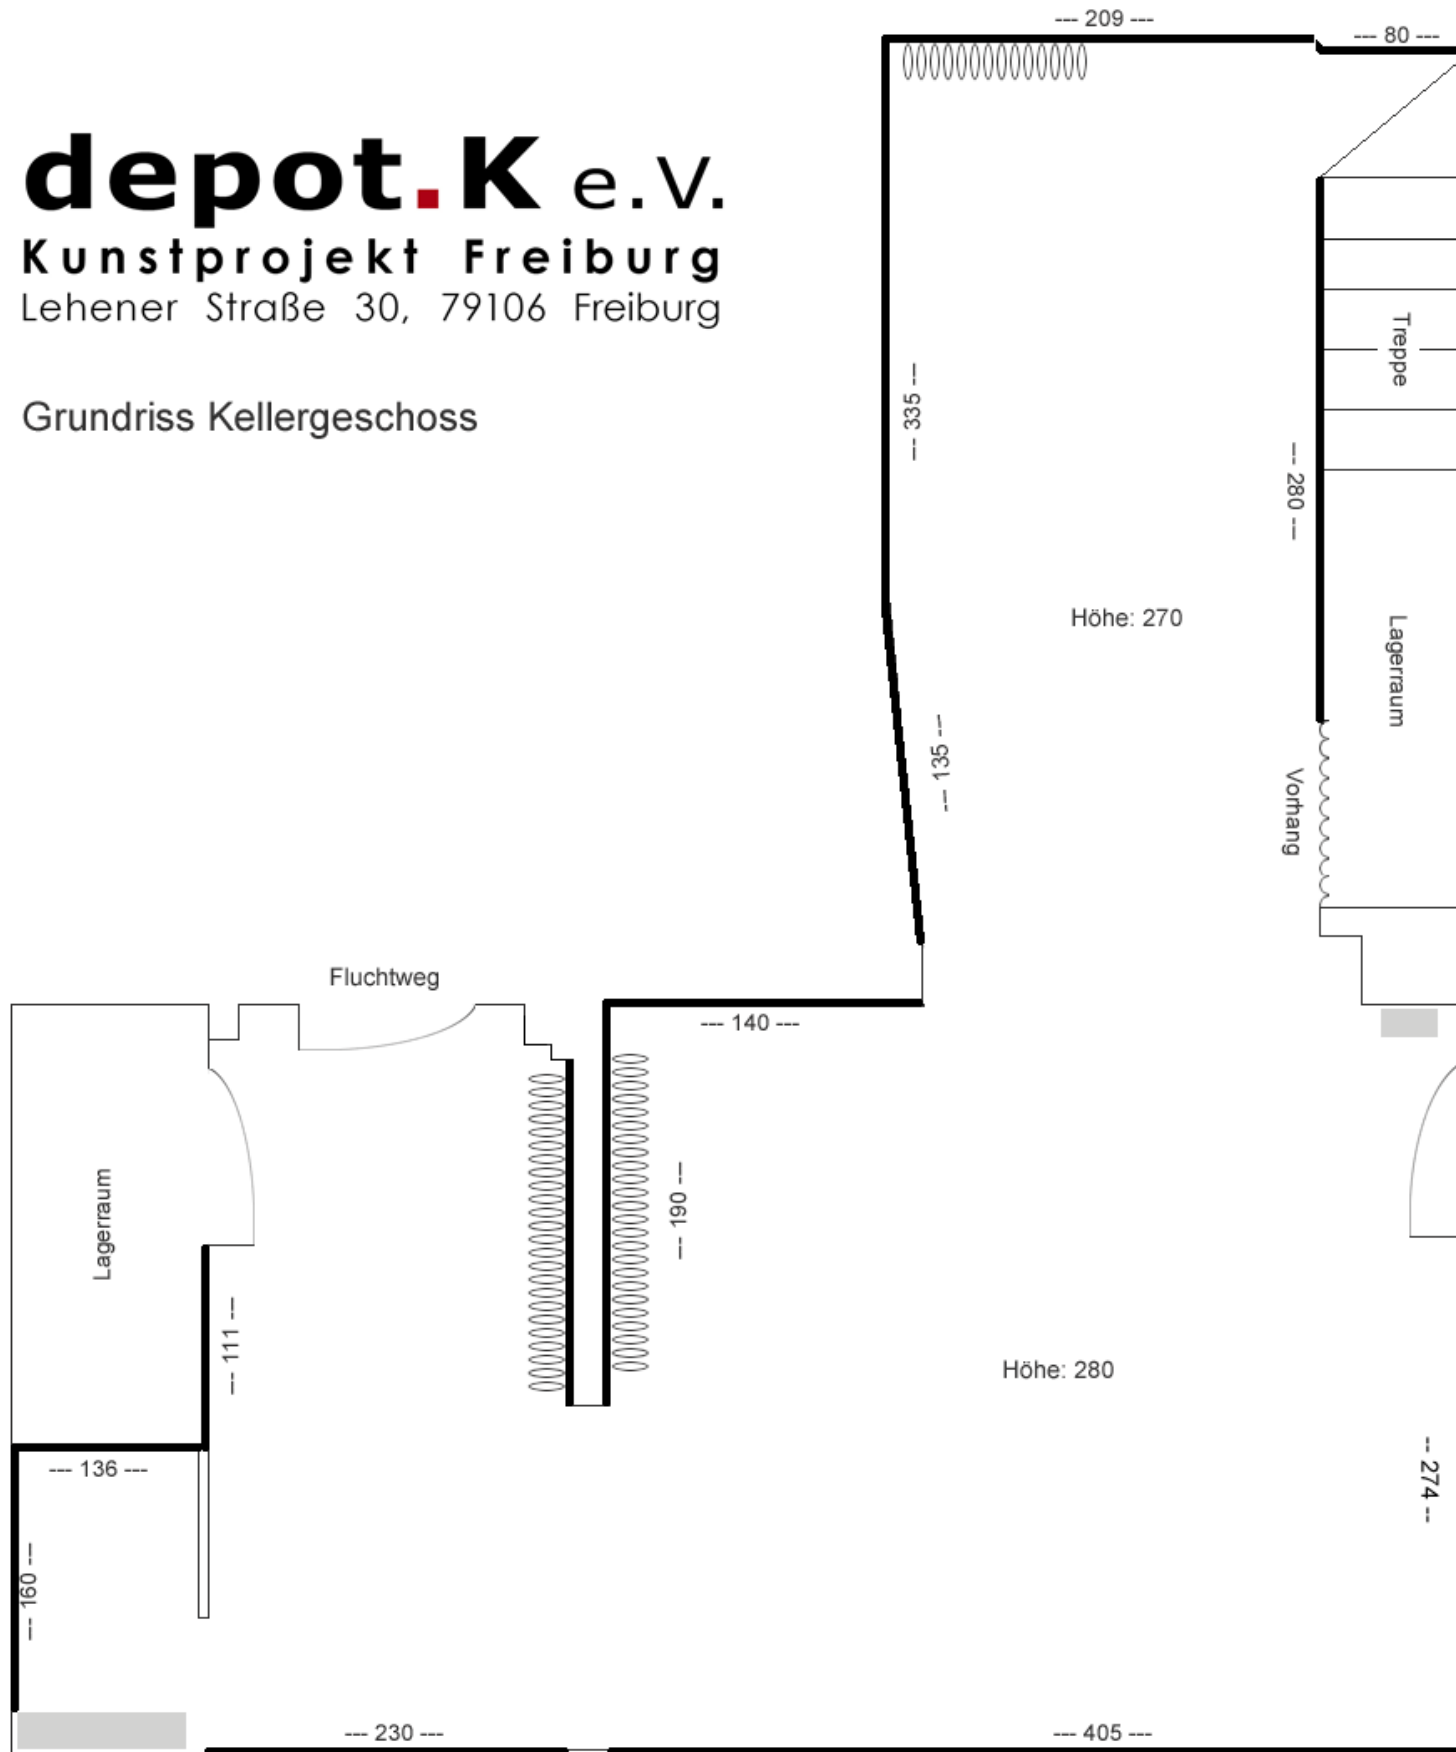 --- 209 ---
--- 80 ---
depot.K e.V.
Kunstprojekt Freiburg
Lehener Straße 30, 79106 Freiburg
Grundriss Kellergeschoss
--- 335 ---
Treppe
--- 280 ---
Höhe: 270
Lagerraum
--- 135 ---
Vorhang
Fluchtweg
--- 140 ---
Lagerraum
--- 190 ---
--- 111 ---
Höhe: 280
--- 136 ---
-- 274 --
--- 160 ---
--- 230 ---
--- 405 ---